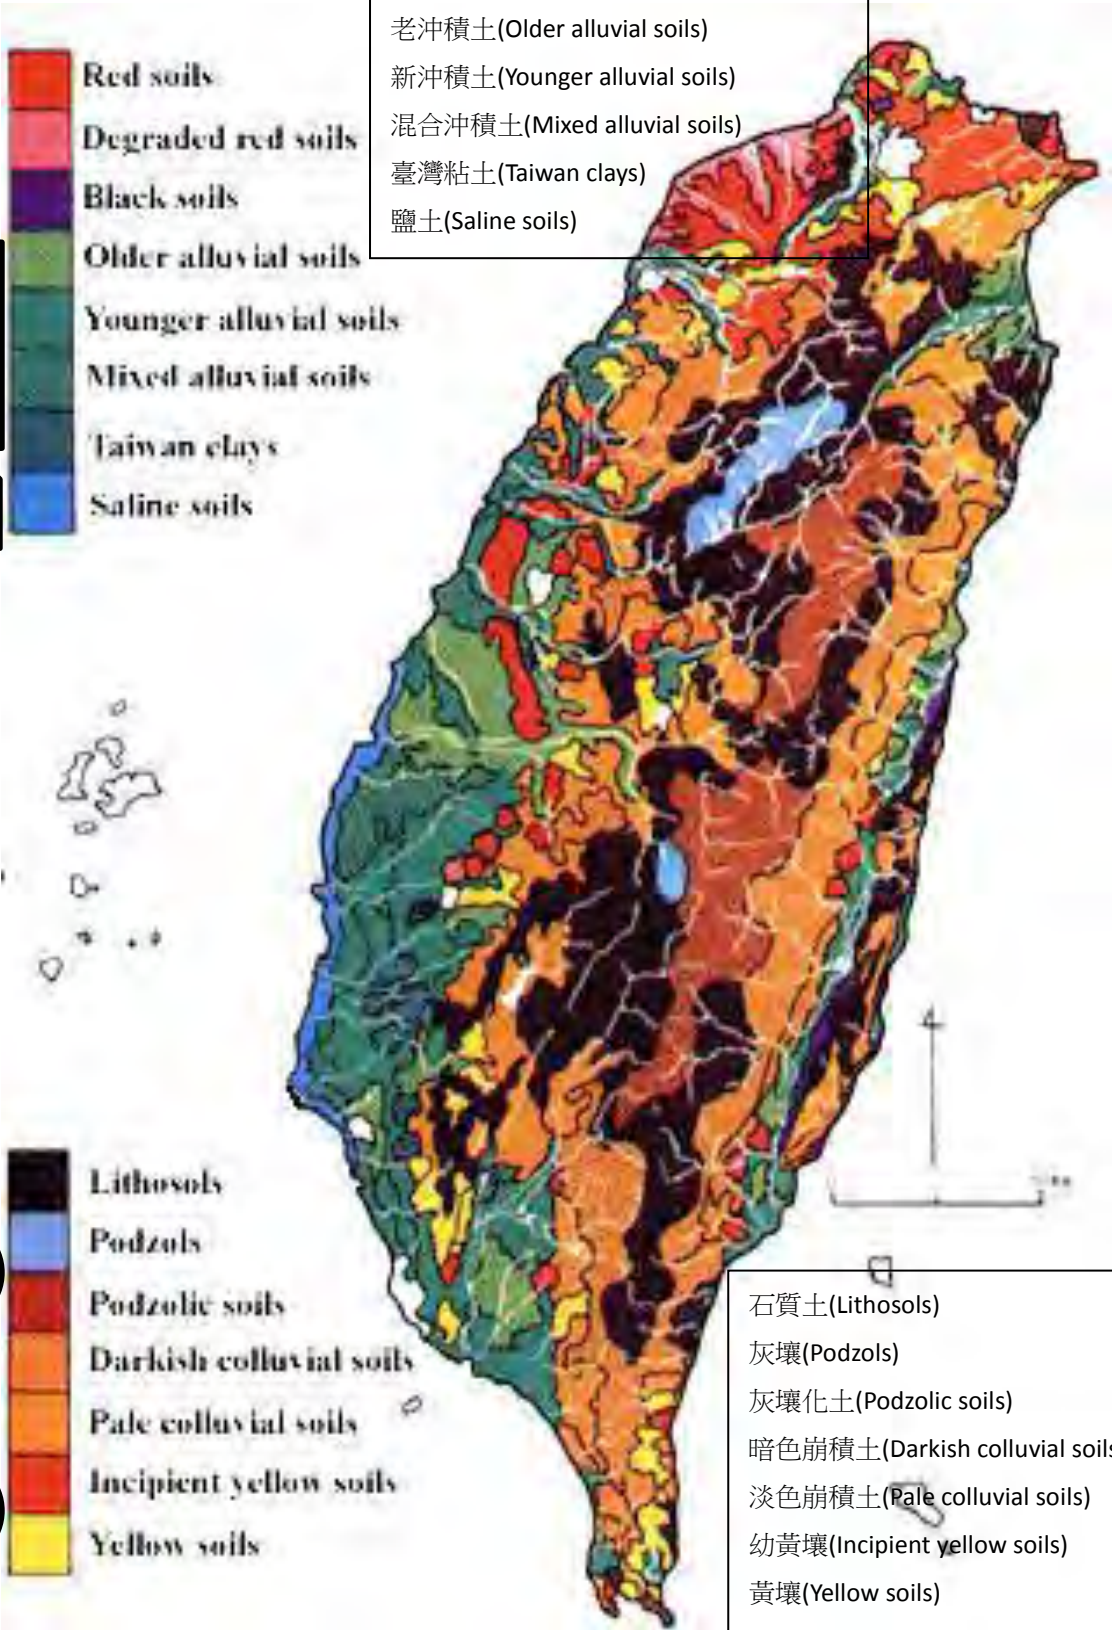 老沖積土(Older alluvial soils)
新沖積土(Younger alluvial soils)
混合沖積土(Mixed alluvial soils)
臺灣粘土(Taiwan clays)
鹽土(Saline soils)
Red soils
Degraded red soils
Black soils
Older alluvial soils
Younger alluvial soils
Mixed alluvial soils
Taiwan clays
Saline soils
Lithosols
Podzols
Podzolic soils
Darkish colluvial soils
Pale colluvial soils
Incipient yellow soils
Yellow soils
石質土(Lithosols)
灰壤(Podzols)
灰壤化土(Podzolic soils)
暗色崩積土(Darkish colluvial soils
淡色崩積土(Pale colluvial soils)
幼黃壤(Incipient yellow soils)
黃壤(Yellow soils)